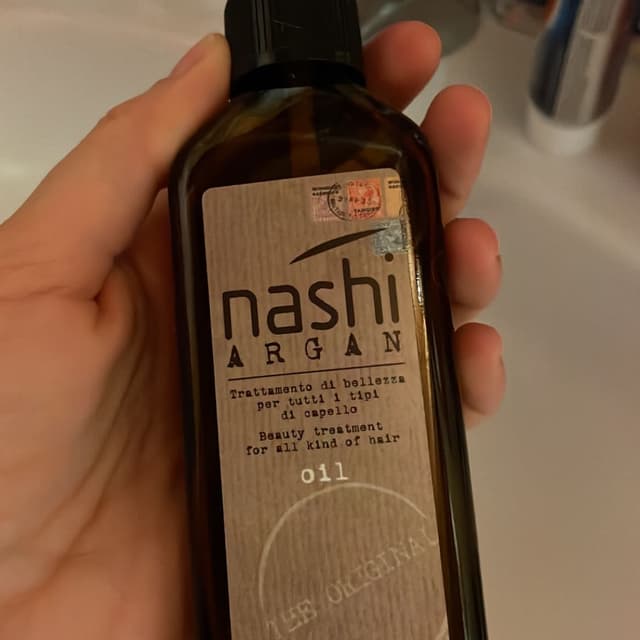 nashi
ARGAN
Trattamento di bellezza
per tutti i tipi
di capello
Beauty treatment
for all kind of hair
oil
THE ORIGINAL